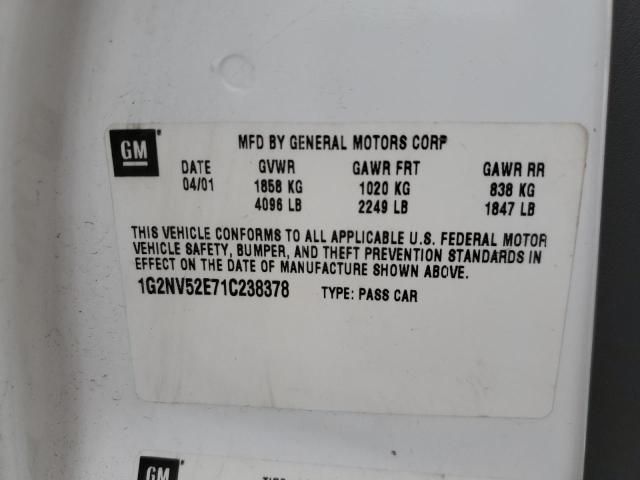 GM
MFD BY GENERAL MOTORS CORP
DATE GVWR GAWR FRT GAWR RR
04/01 1858 KG 1020 KG 838 KG
4096 LB 2249 LB 1847 LB
THIS VEHICLE CONFORMS TO ALL APPLICABLE U.S. FEDERAL MOTOR
VEHICLE SAFETY, BUMPER, AND THEFT PREVENTION STANDARDS IN
EFFECT ON THE DATE OF MANUFACTURE SHOWN ABOVE.
1G2NV52E71C238378 TYPE: PASS CAR
GM